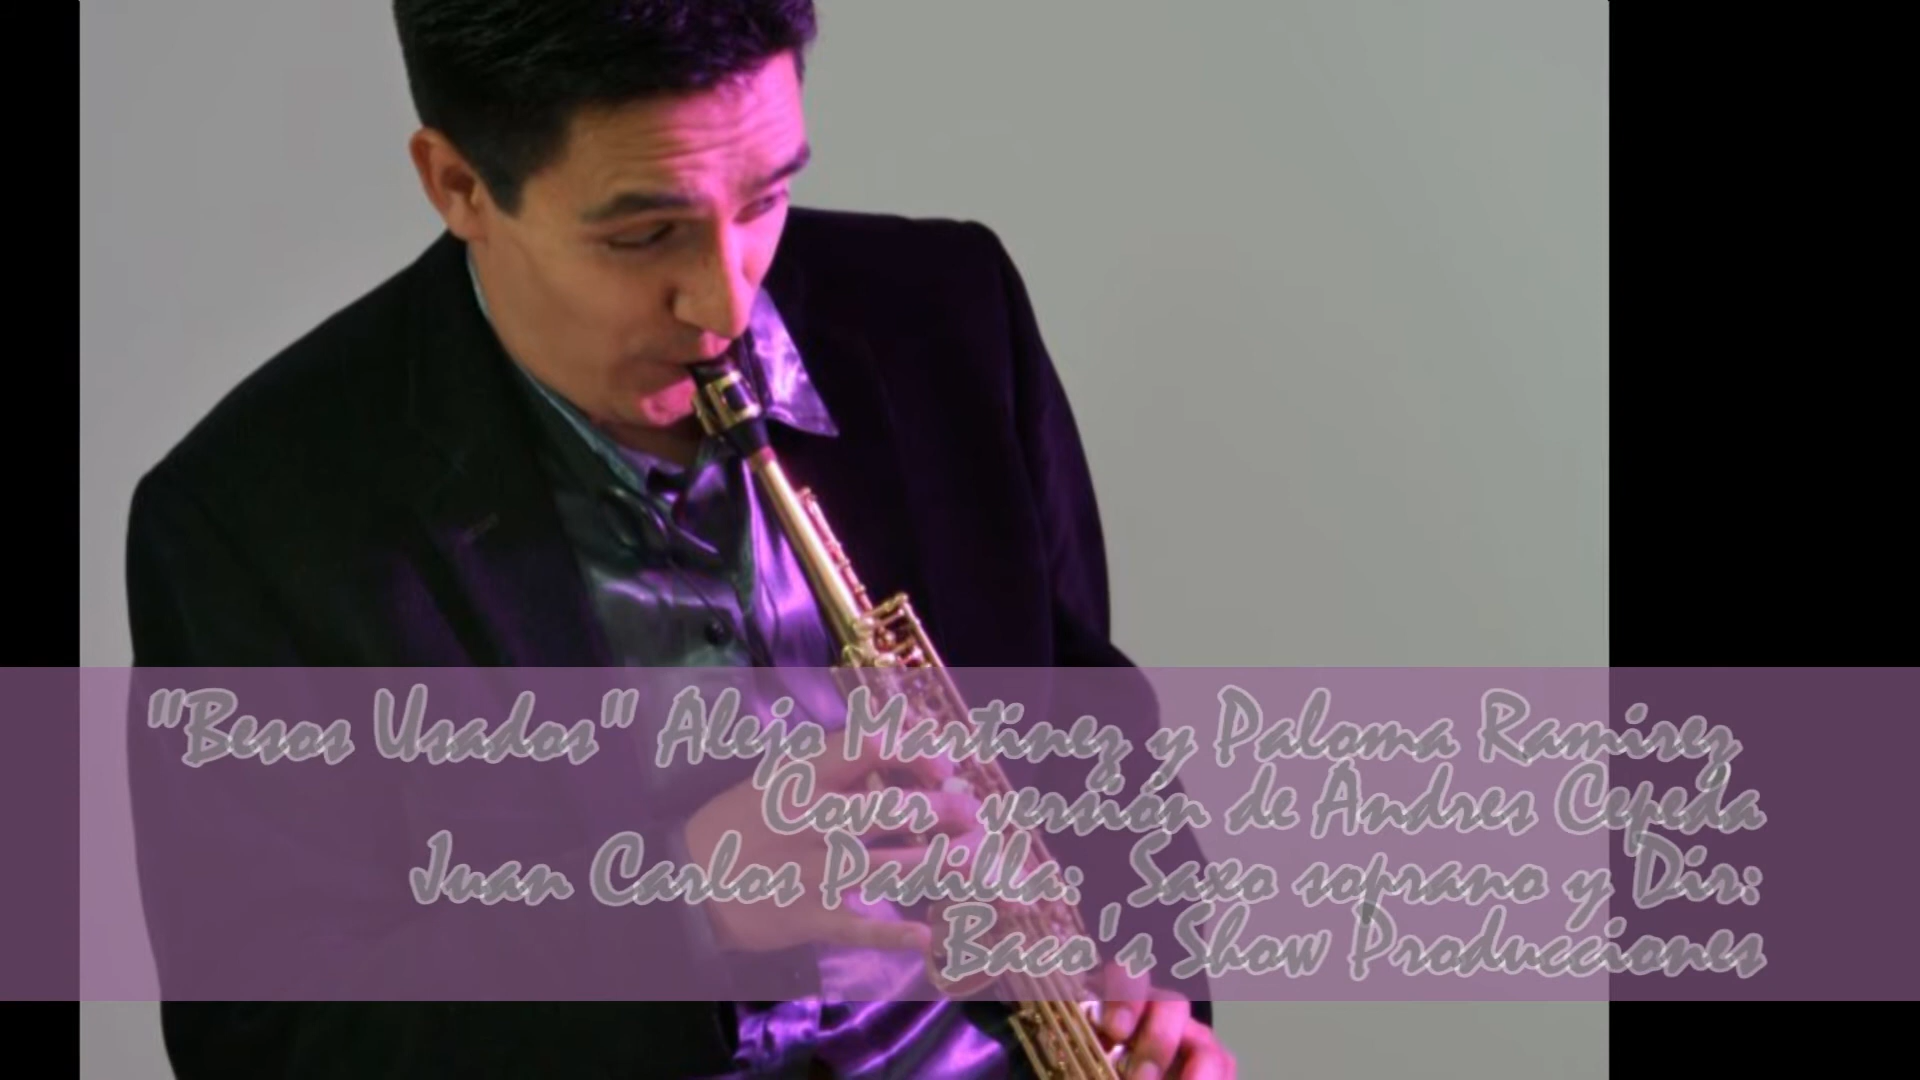 "Besos Usados" Alejo Martinez y Paloma Ramirez
Cover versión de Andres Cepeda
Juan Carlos Padilla: Saxo soprano y Dir:
Baco's Show Producciones